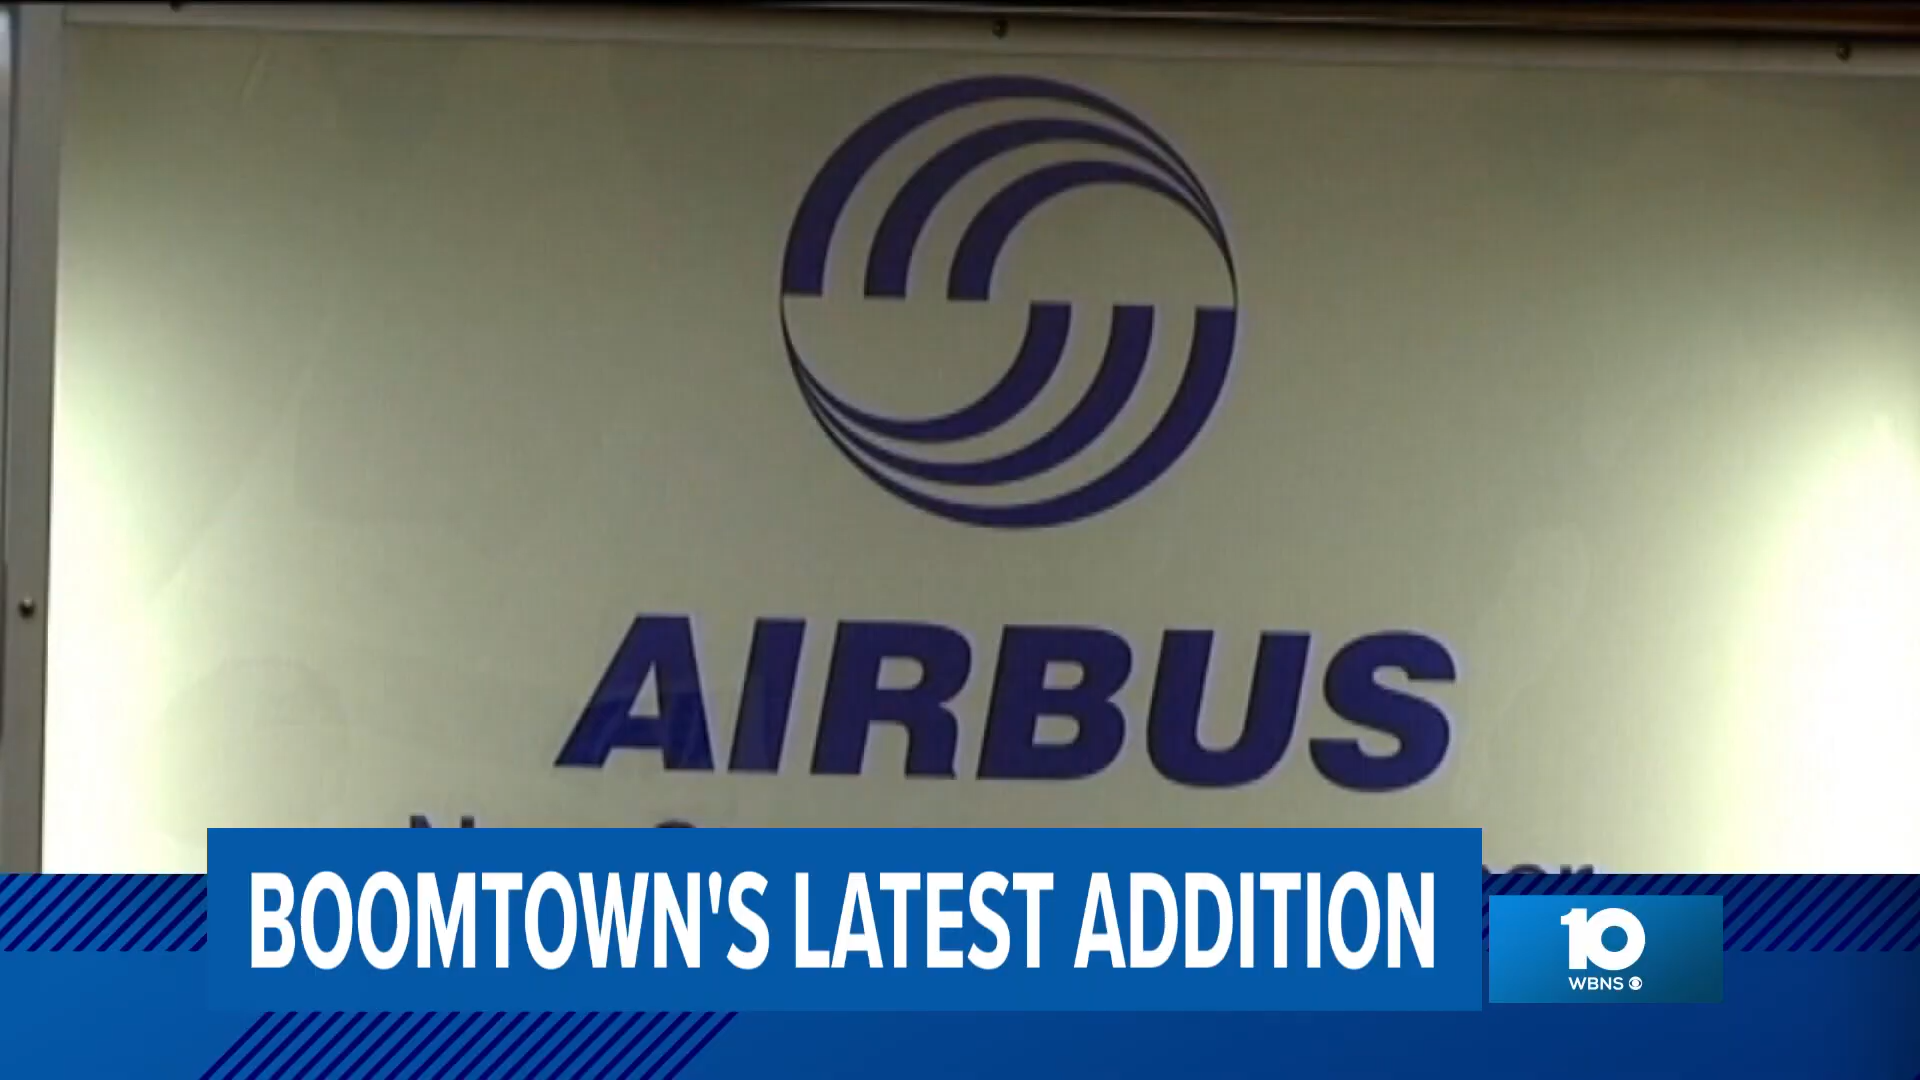 AIRBUS
BOOMTOWN'S LATEST ADDITION
10
WBNS